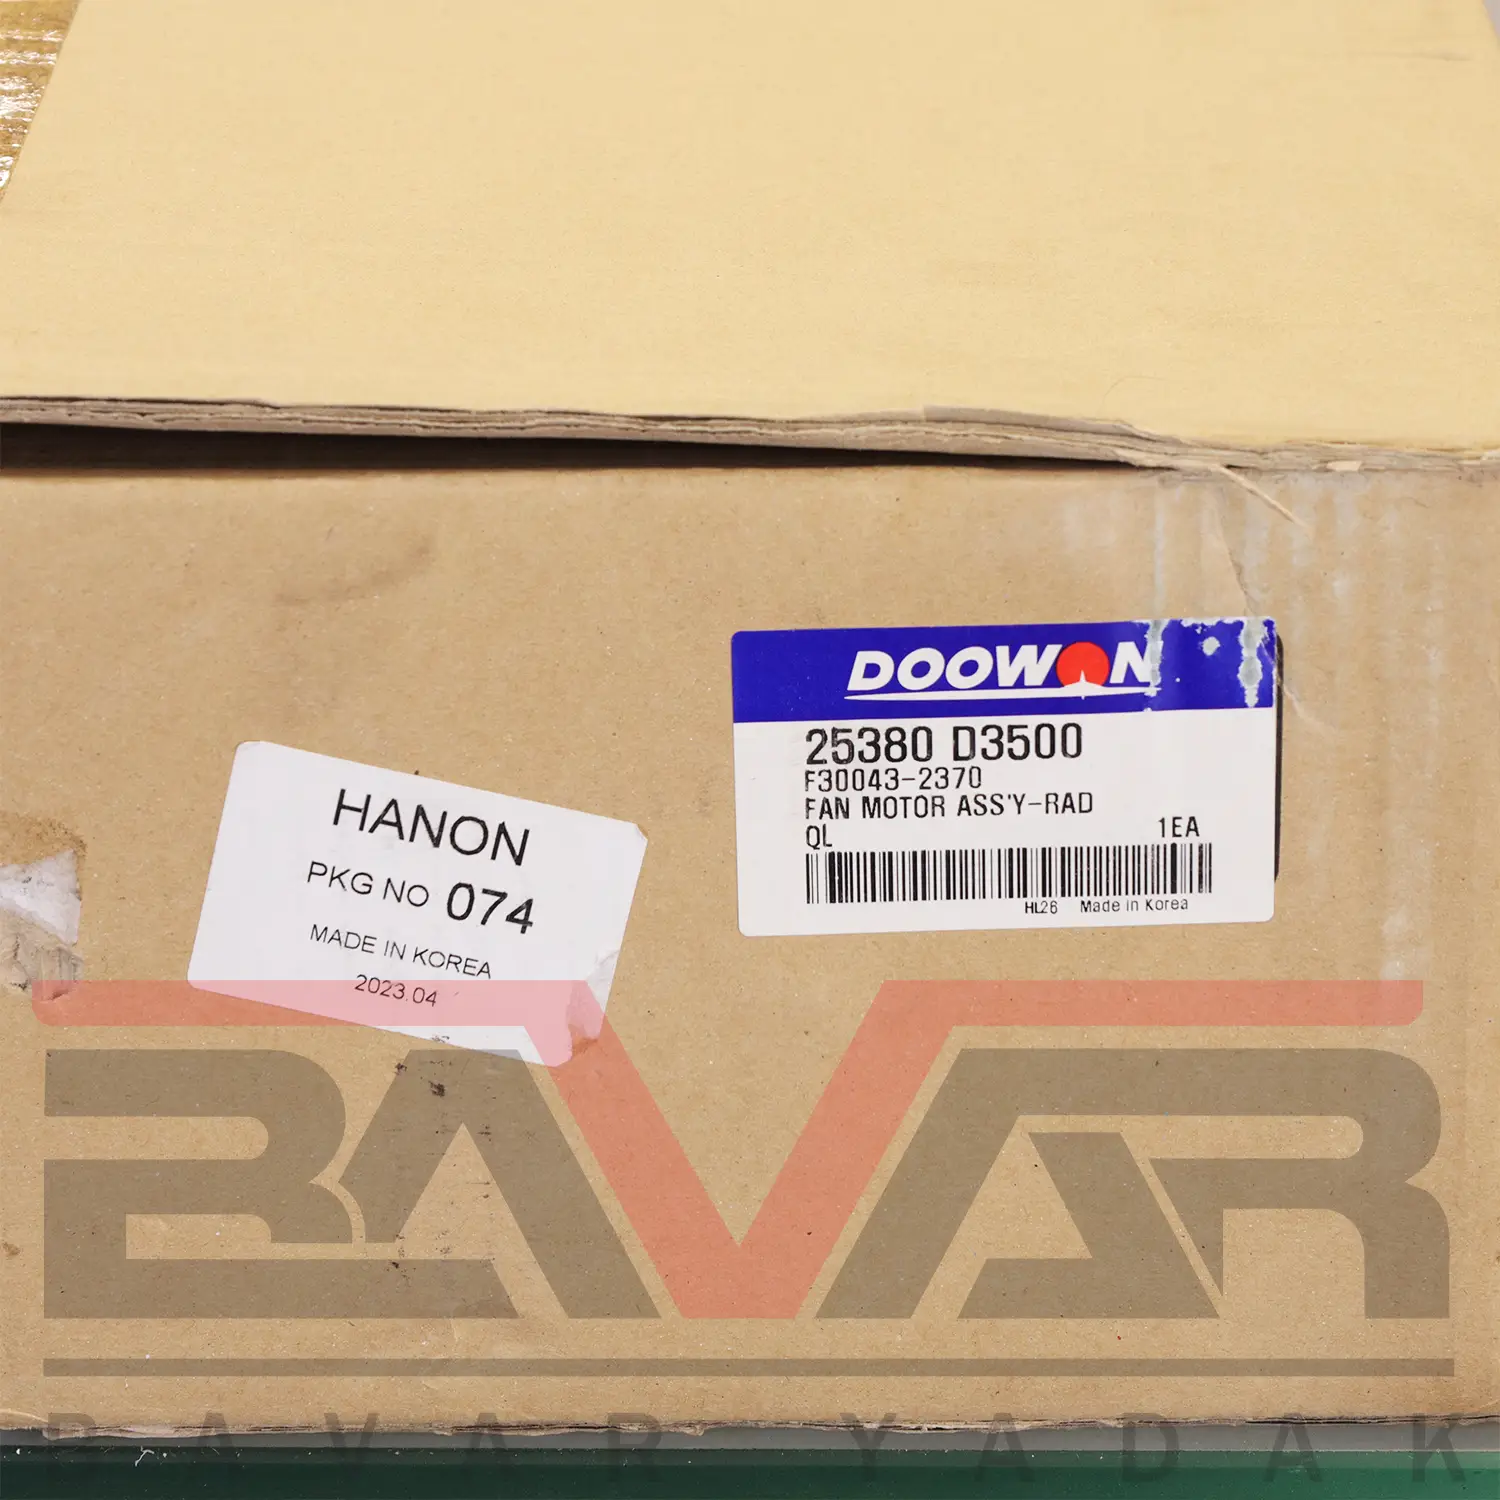 DOOWON
25380 D3500
F30043-2370
FAN MOTOR ASS'Y-RAD
QL 1EA
HL26 Made in Korea
HANON
PKG NO 074
MADE IN KOREA
2023.04
BAVAR
BAVAR YADAK